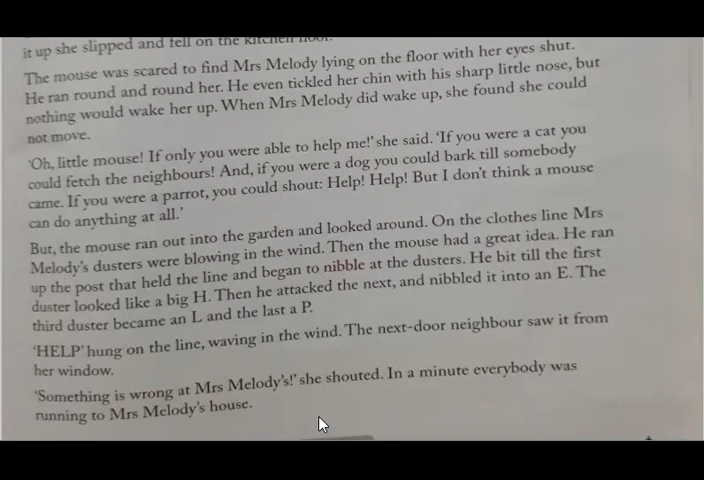 it up she slipped and fell on the kitchen floor.
The mouse was scared to find Mrs Melody lying on the floor with her eyes shut.
He ran round and round her. He even tickled her chin with his sharp little nose, but
nothing would wake her up. When Mrs Melody did wake up, she found she could
not move.
‘Oh, little mouse! If only you were able to help me!’ she said. ‘If you were a cat you
could fetch the neighbours! And, if you were a dog you could bark till somebody
came. If you were a parrot, you could shout: Help! Help! But I don’t think a mouse
can do anything at all.’
But, the mouse ran out into the garden and looked around. On the clothes line Mrs
Melody’s dusters were blowing in the wind. Then the mouse had a great idea. He ran
up the post that held the line and began to nibble at the dusters. He bit till the first
duster looked like a big H. Then he attacked the next, and nibbled it into an E. The
third duster became an L and the last a P.
‘HELP’ hung on the line, waving in the wind. The next-door neighbour saw it from
her window.
‘Something is wrong at Mrs Melody’s!’ she shouted. In a minute everybody was
running to Mrs Melody’s house.